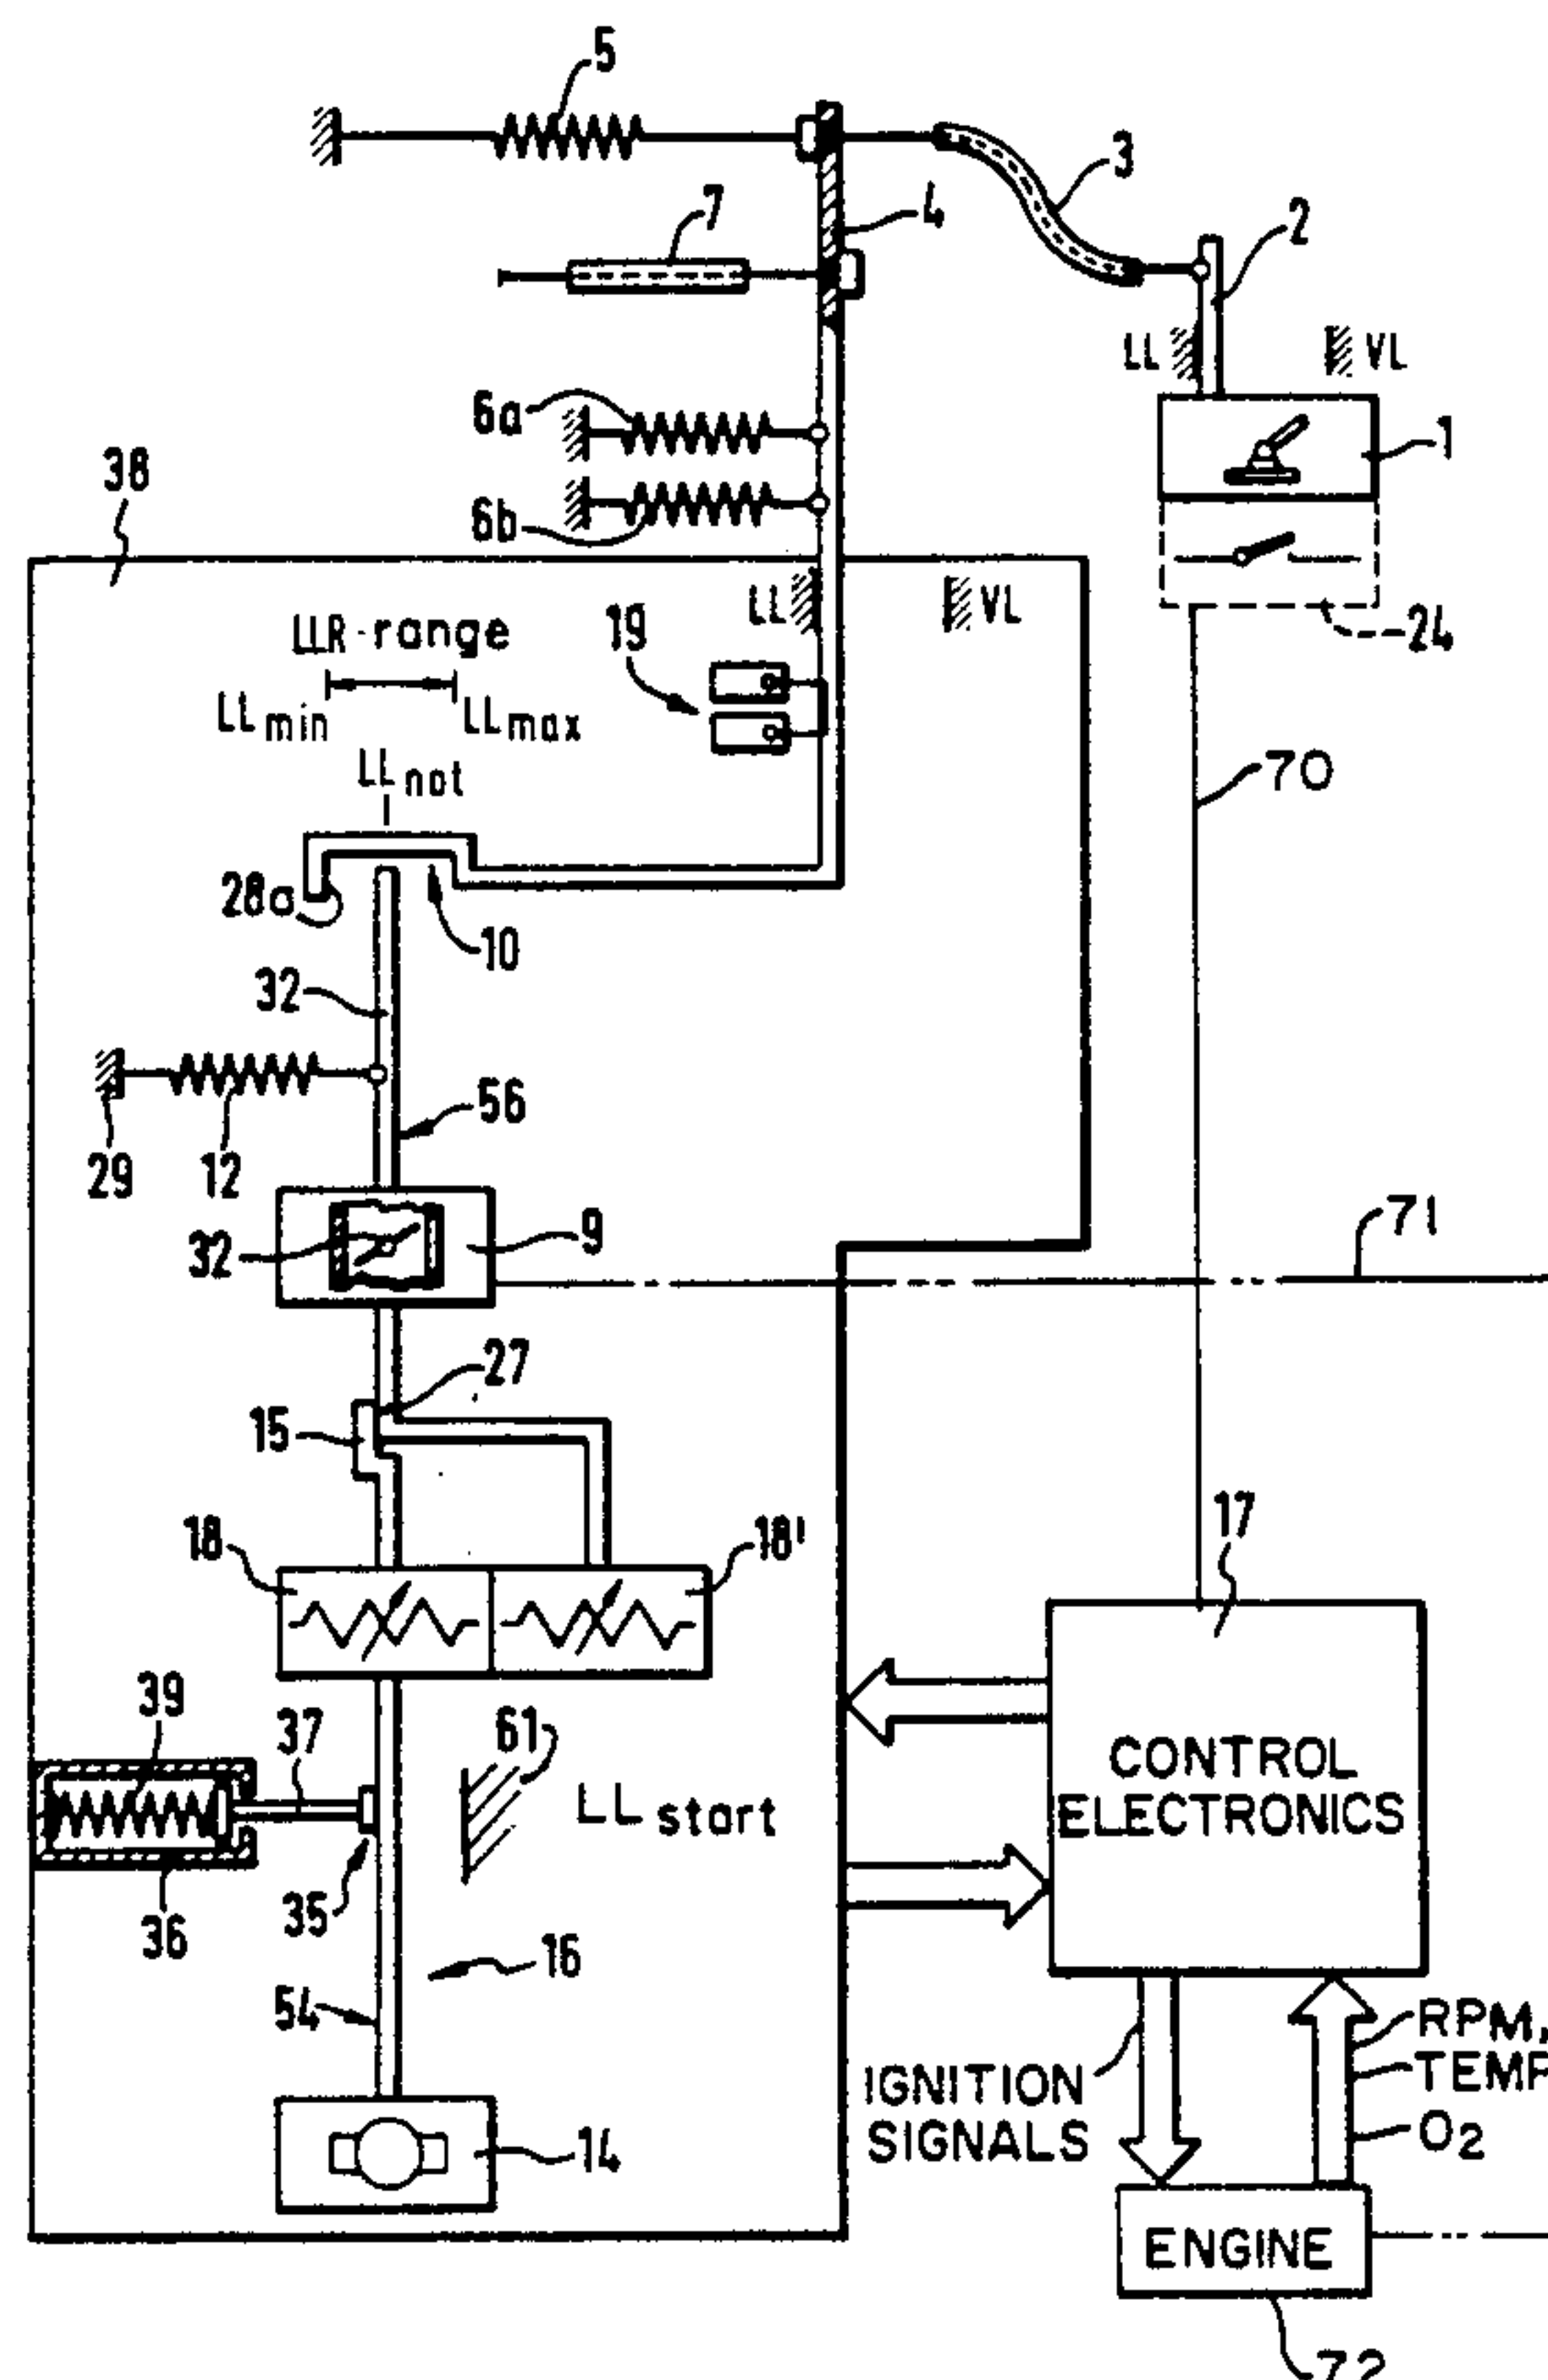 5
3
7
4
2
LL
VL
6a
1
38
6b
24
LL
VL
19
LLR-range
LLmin
LLmax
LLnot
70
28a
10
32
56
29
12
71
32
9
27
15
17
18
18'
39
37
61
CONTROL
ELECTRONICS
LLstart
36
35
16
54
RPM,
TEMP
IGNITION
SIGNALS
O2
14
ENGINE
72